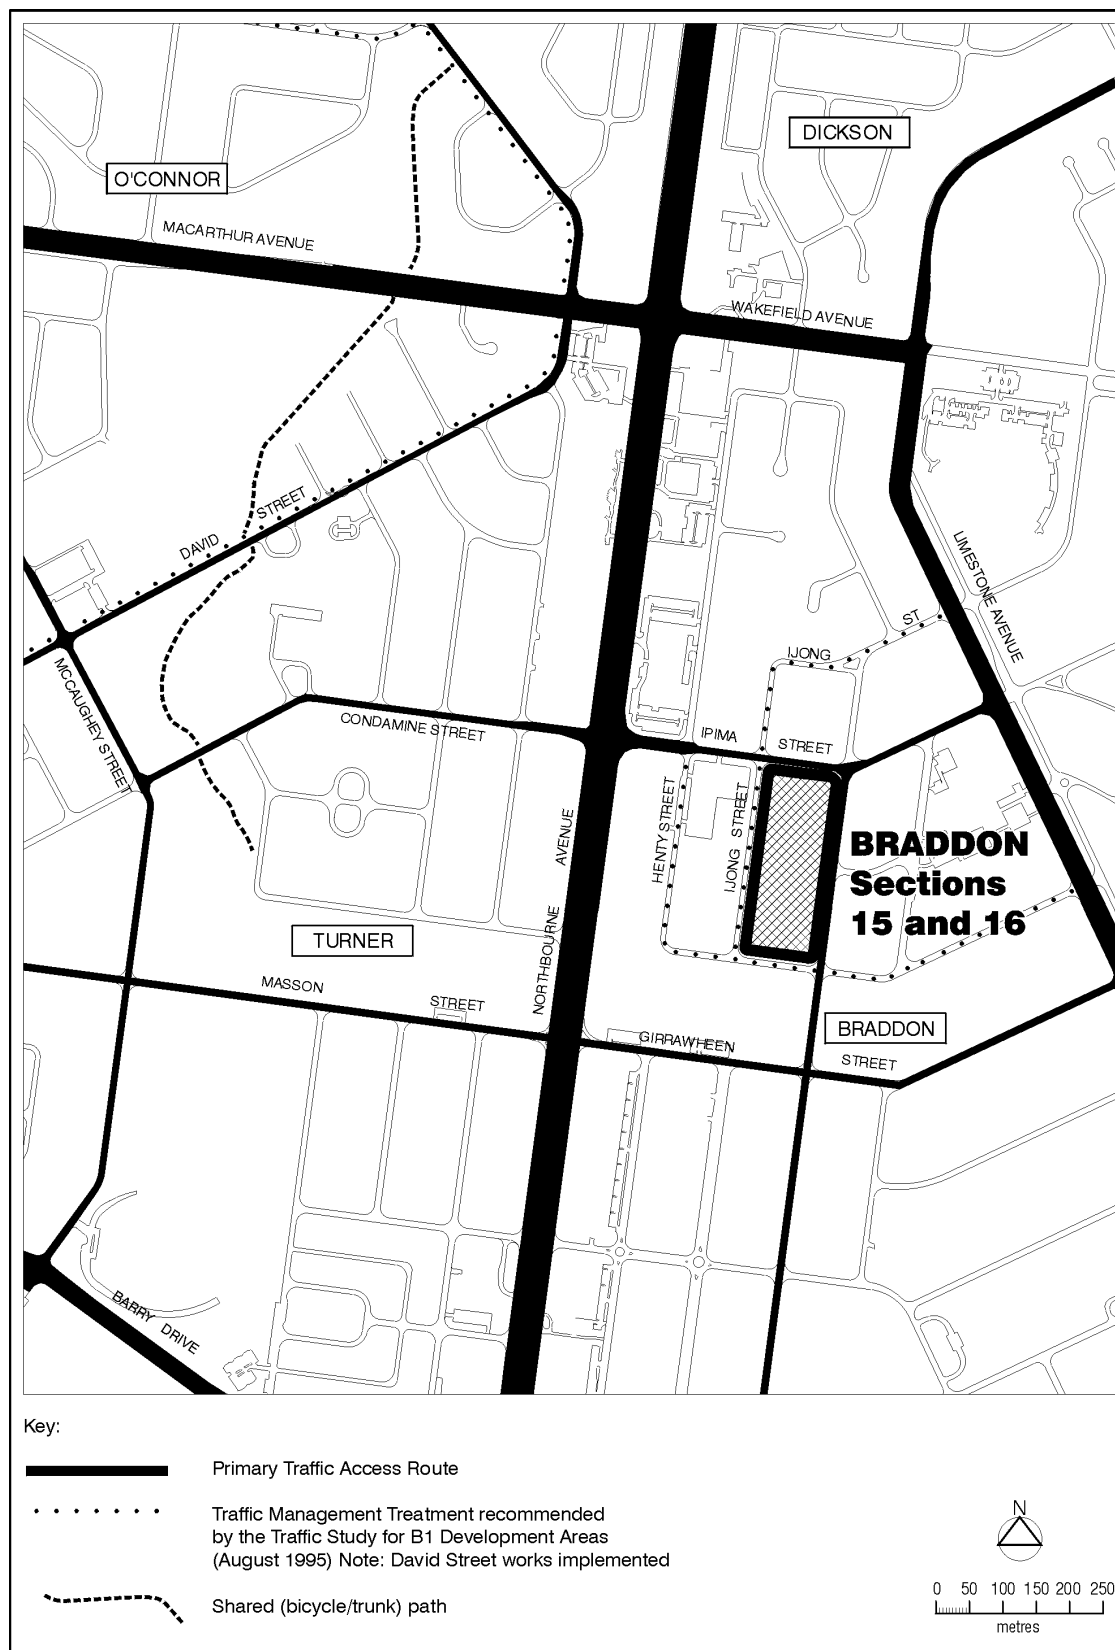 DICKSON
O'CONNOR
MACARTHUR AVENUE
WAKEFIELD AVENUE
DAVID STREET
LIMESTONE AVENUE
IJONG ST
MCCAUGHEY STREET
CONDAMINE STREET
IPIMA STREET
HENTY STREET
IJONG STREET
NORTHBOURNE AVENUE
BRADDON
Sections
15 and 16
TURNER
MASSON STREET
BRADDON
GIRRAWHEEN STREET
BARRY DRIVE
Key:
Primary Traffic Access Route
Traffic Management Treatment recommended
by the Traffic Study for B1 Development Areas
(August 1995) Note: David Street works implemented
Shared (bicycle/trunk) path
N
0 50 100 150 200 250
metres